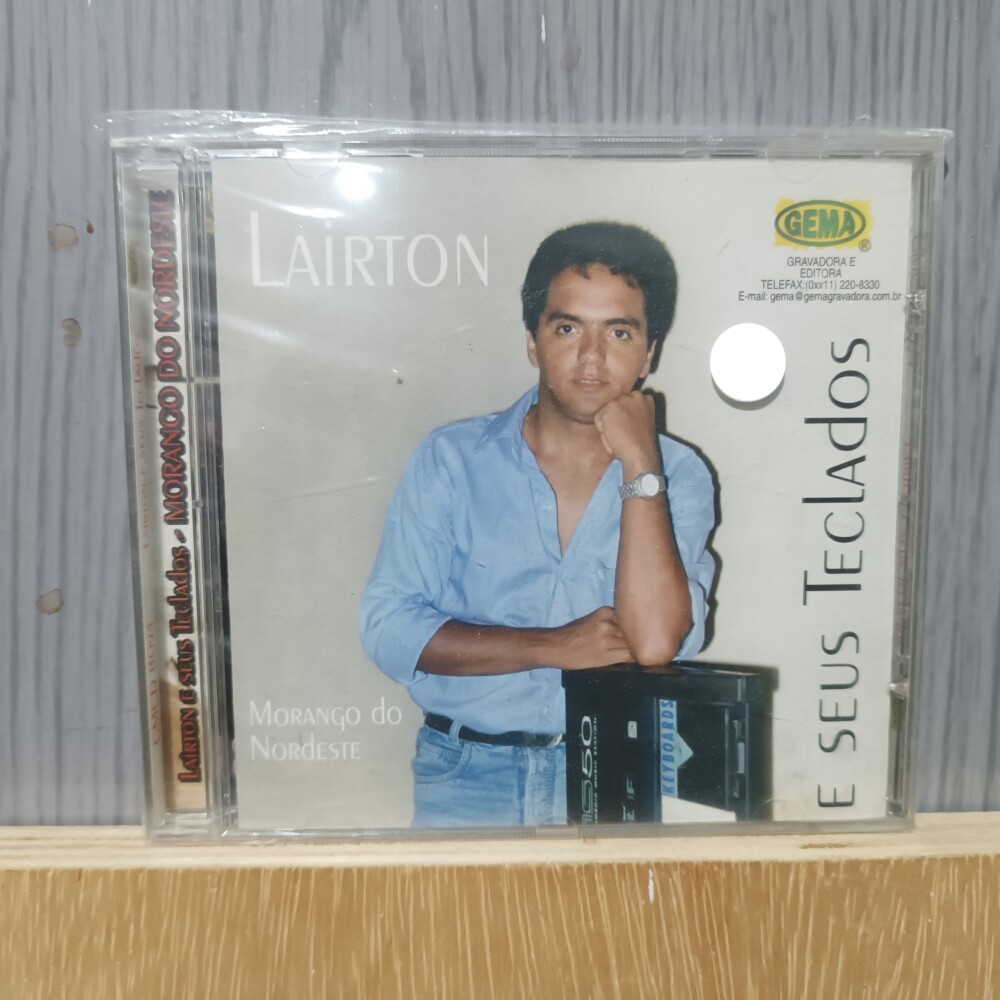 LAIRTON E SEUS TECLADOS - MORANGO DO NORDESTE
LAIRTON
GEMA
®
GRAVADORA E
EDITORA
TELEFAX:(0xx11) 220-8330
E-mail: gema@gemagravadora.com.br
E SEUS TECLADOS
MORANGO DO
NORDESTE
KEYBOARDS